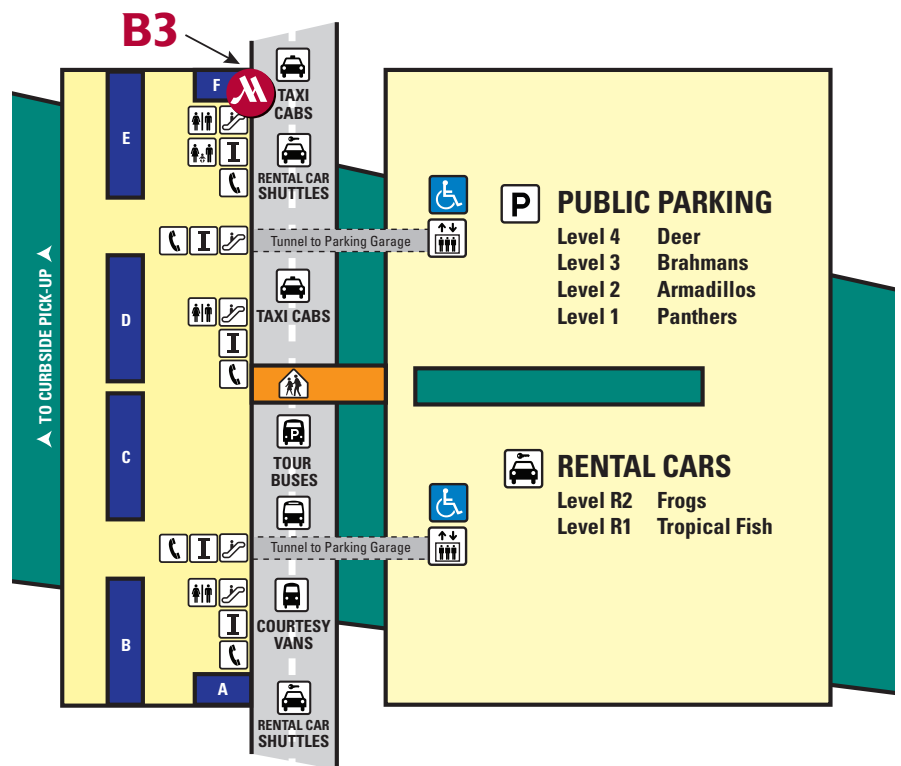 B3
F
TAXI
CABS
E
RENTAL CAR
SHUTTLES
Tunnel to Parking Garage
P
PUBLIC PARKING
Level 4 Deer
Level 3 Brahmans
Level 2 Armadillos
Level 1 Panthers
TAXI CABS
D
TO CURBSIDE PICK-UP
C
P
TOUR
BUSES
RENTAL CARS
Level R2 Frogs
Level R1 Tropical Fish
Tunnel to Parking Garage
COURTESY
VANS
B
A
RENTAL CAR
SHUTTLES